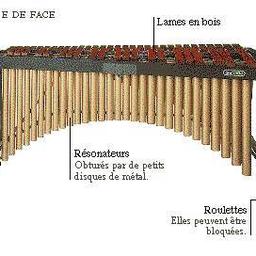 E DE FACE
Lames en bois
Résonateurs
Obturés par de petits
disques de métal.
Roulettes
Elles peuvent être
bloquées.